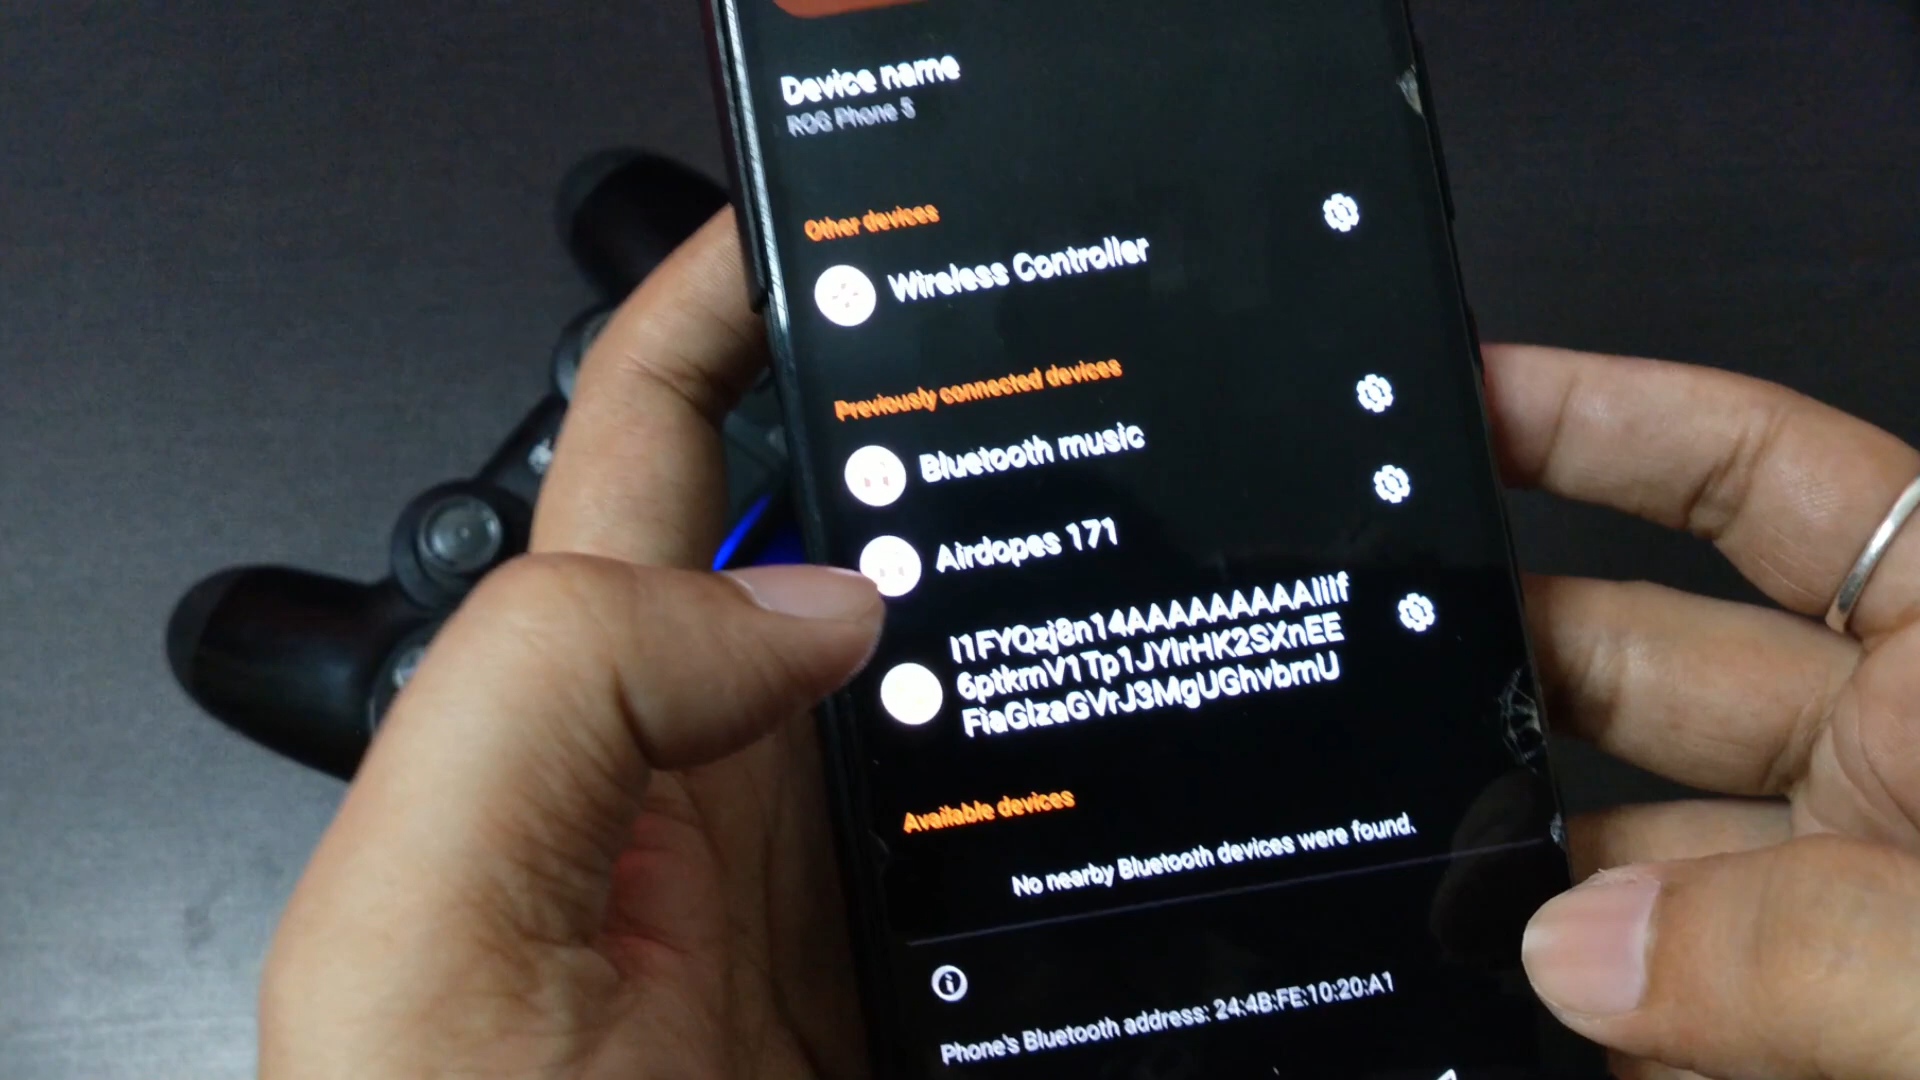 Device name
ROG Phone 5
Other devices
Wireless Controller
Previously connected devices
Bluetooth music
Airdopes 171
I1FYQzj8n14AAAAAAAAAliIf
6ptkmV1Tp1JYIrHK2SXnEE
FiaGlzaGVrJ3MgUGhvbmU
Available devices
No nearby Bluetooth devices were found.
Phone's Bluetooth address: 24:4B:FE:10:20:A1